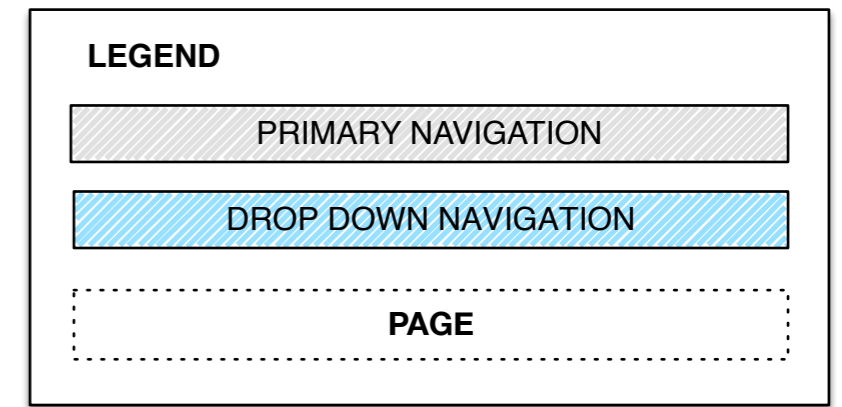 LEGEND
PRIMARY NAVIGATION
DROP DOWN NAVIGATION
PAGE